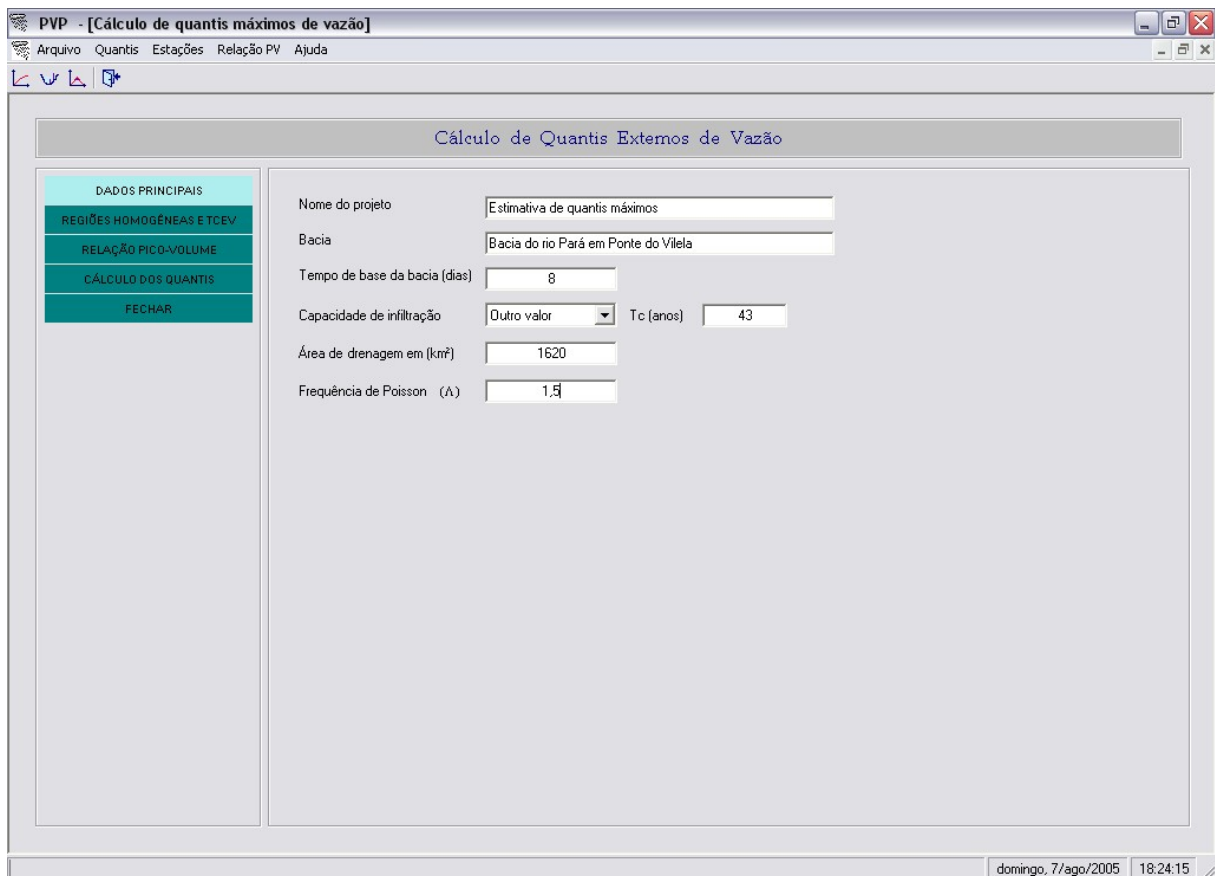 PVP - [Cálculo de quantis máximos de vazão]
Arquivo Quantis Estações Relação PV Ajuda
Cálculo de Quantis Extemos de Vazão
DADOS PRINCIPAIS
REGIÕES HOMOGÊNEAS E TCEV
RELAÇÃO PICO-VOLUME
CÁLCULO DOS QUANTIS
FECHAR
Nome do projeto Estimativa de quantis máximos
Bacia Bacia do rio Pará em Ponte do Vilela
Tempo de base da bacia (dias) 8
Capacidade de infiltração Outro valor Tc (anos) 43
Área de drenagem em (km²) 1620
Frequência de Poisson (Λ) 1,5
domingo, 7/ago/2005 18:24:15